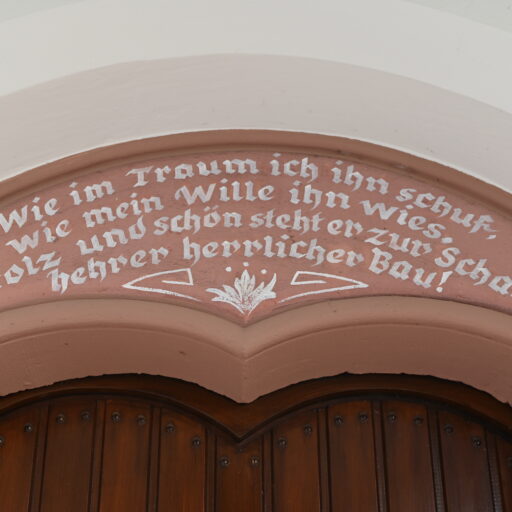 Wie im Traum ich ihn schuf,
wie mein Wille ihn wies.
olz und schön steht er zur Scha
hehrer herrlicher Bau!